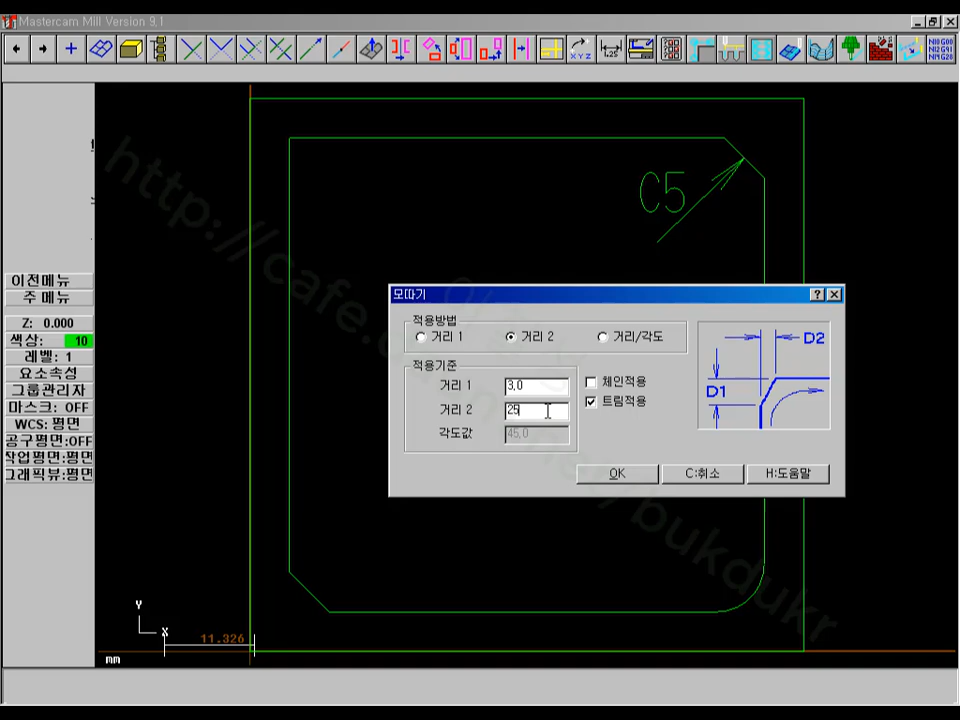 Mastercam Mill Version 9.1
C5
이전메뉴
주 메뉴
Z: 0.000
색상: 10
레벨: 1
요소속성
그룹관리자
마스크: OFF
WCS: 평면
공구평면:OFF
작업평면:평면
그래픽뷰:평면
모따기
적용방법
거리 1
거리 2
거리/각도
적용기준
거리 1
3.0
거리 2
25
각도값
45.0
체인적용
트림적용
D2
D1
OK
C:취소
H:도움말
Y
X
11.326
mm